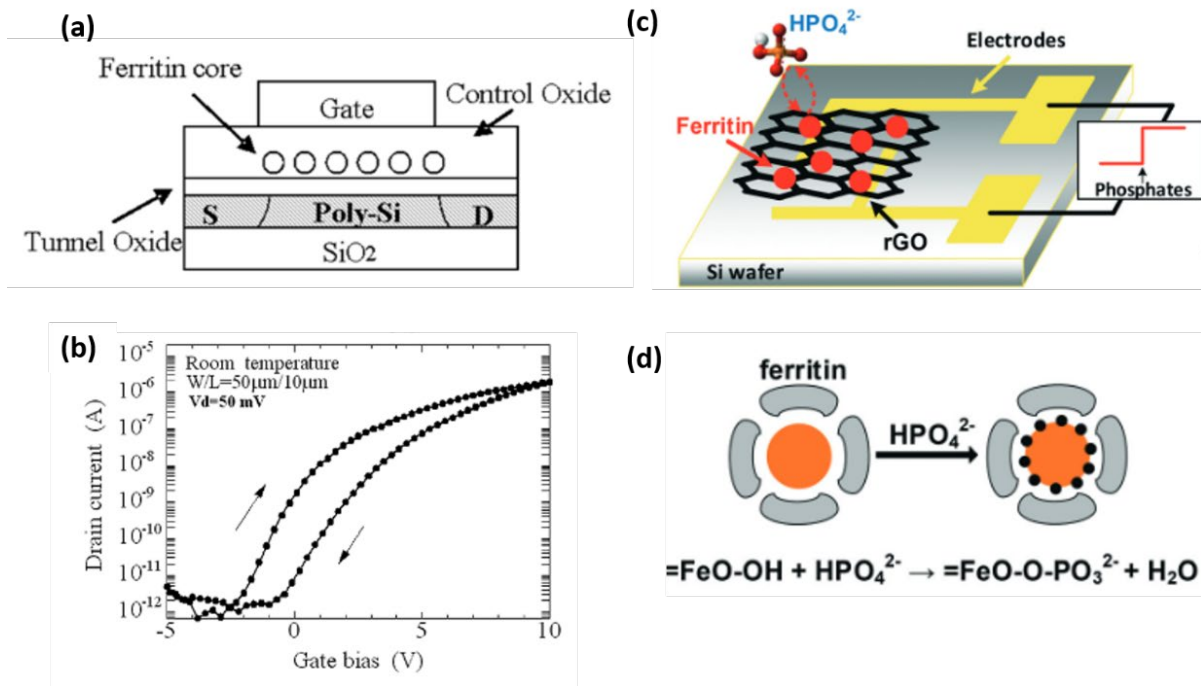 (a)
Ferritin core
Gate
Control Oxide
S
Poly-Si
D
Tunnel Oxide
SiO2
(b)
Room temperature
W/L=50μm/10μm
Vd=50 mV
Drain current (A)
10-5
10-6
10-7
10-8
10-9
10-10
10-11
10-12
-5
0
5
10
Gate bias (V)
(c)
HPO₄²⁻
Electrodes
Ferritin
Phosphates
rGO
Si wafer
(d)
ferritin
HPO₄²⁻
=FeO-OH + HPO₄²⁻ → =FeO-O-PO₃²⁻ + H₂O